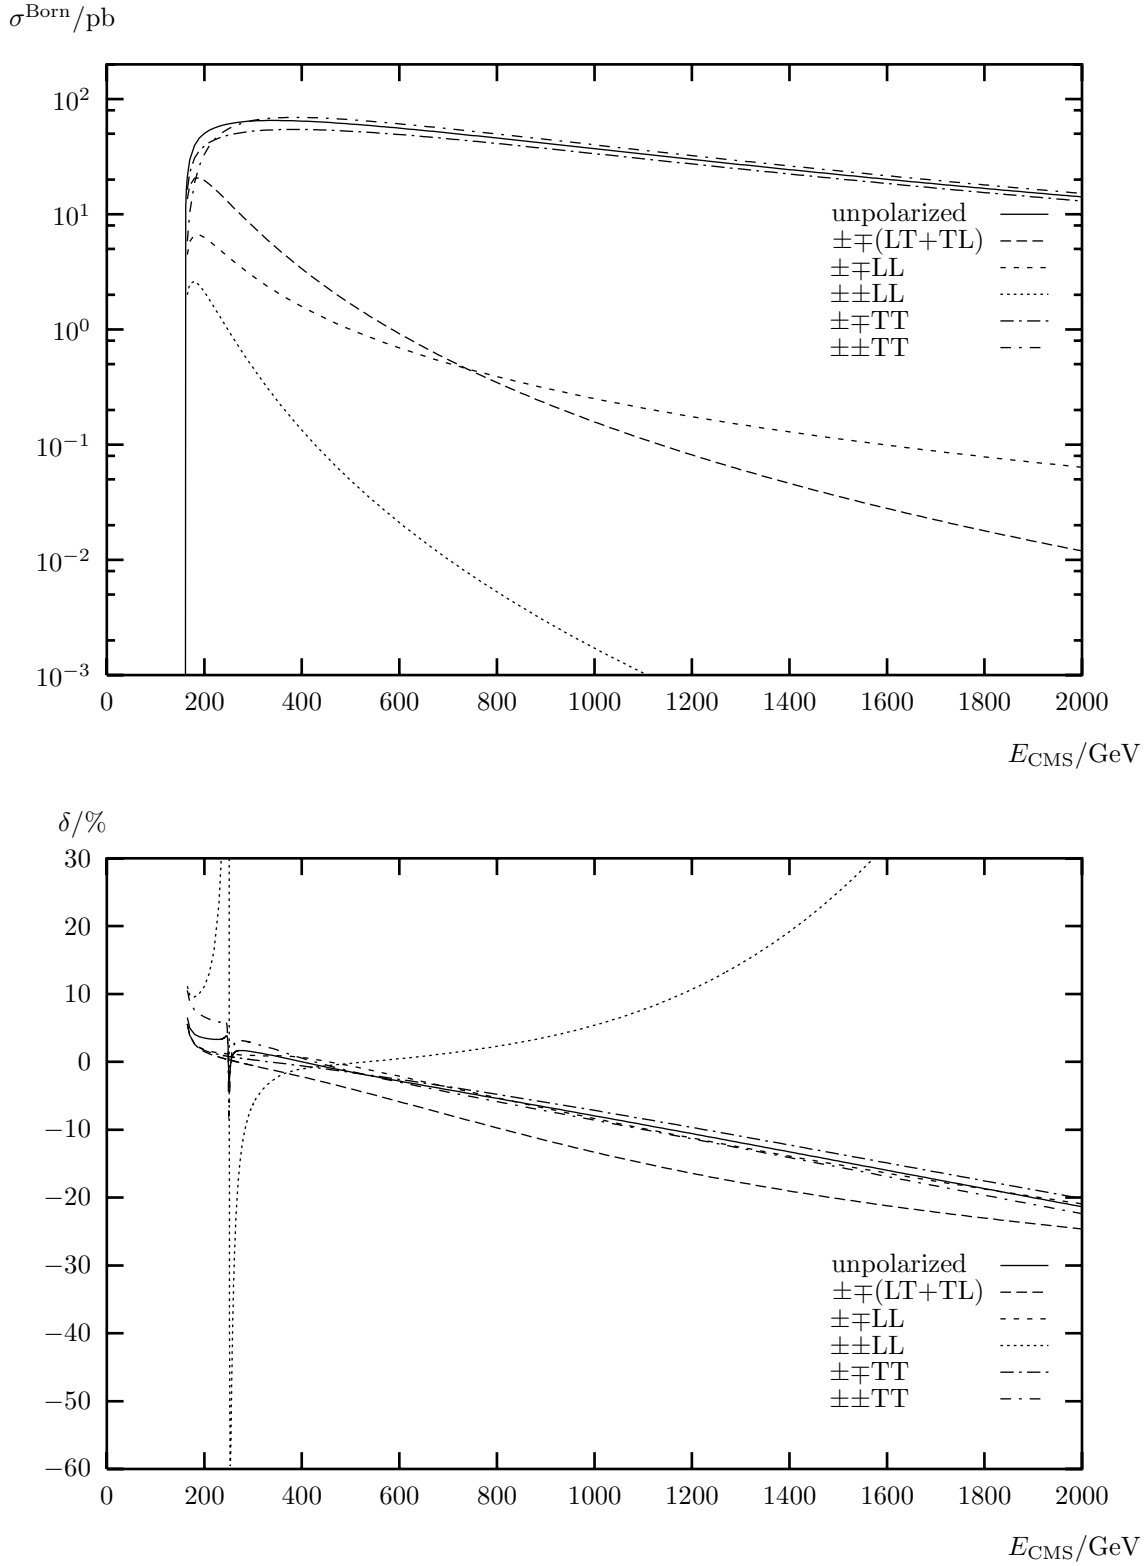 σ^Born/pb
10^2
10^1
10^0
10^−1
10^−2
10^−3
unpolarized
±∓(LT+TL)
±∓LL
±±LL
±∓TT
±±TT
0 200 400 600 800 1000 1200 1400 1600 1800 2000
E_CMS/GeV
δ/%
30
20
10
0
−10
−20
−30
−40
−50
−60
unpolarized
±∓(LT+TL)
±∓LL
±±LL
±∓TT
±±TT
0 200 400 600 800 1000 1200 1400 1600 1800 2000
E_CMS/GeV